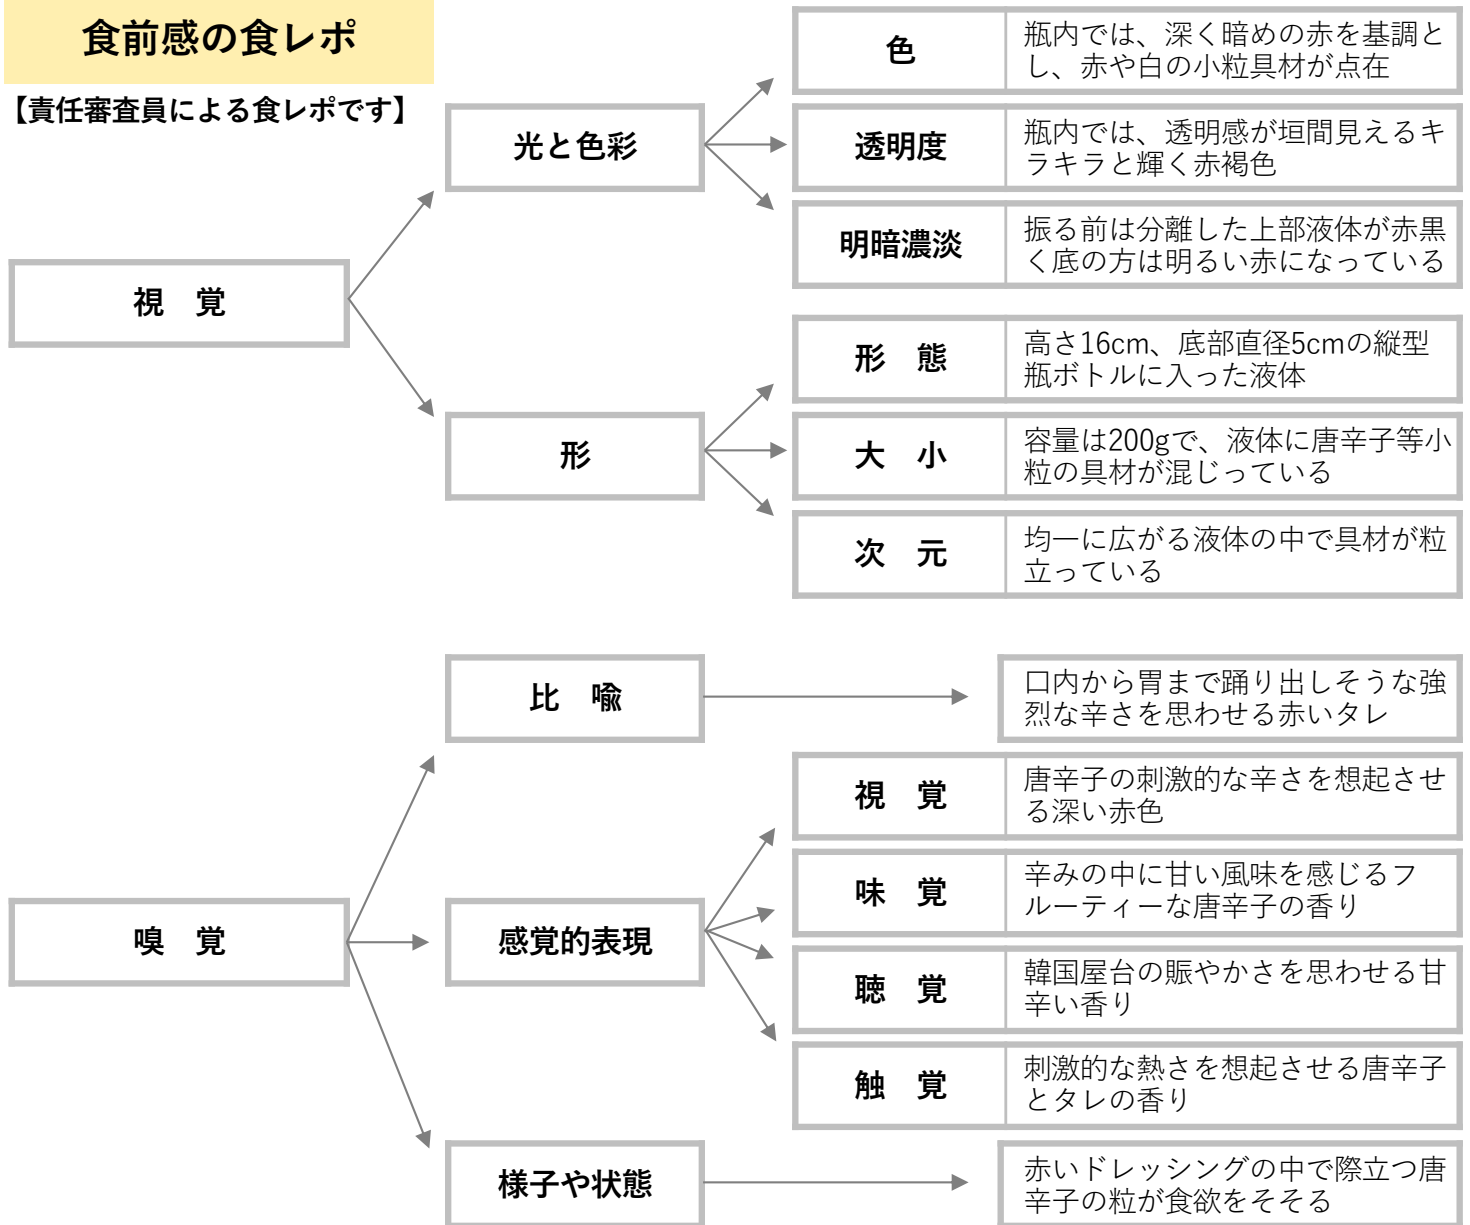 食前感の食レポ
【責任審査員による食レポです】
視　覚
光と色彩
色
瓶内では、深く暗めの赤を基調と
し、赤や白の小粒具材が点在
透明度
瓶内では、透明感が垣間見えるキ
ラキラと輝く赤褐色
明暗濃淡
振る前は分離した上部液体が赤黒
く底の方は明るい赤になっている
形
形　態
高さ16cm、底部直径5cmの縦型
瓶ボトルに入った液体
大　小
容量は200gで、液体に唐辛子等小
粒の具材が混じっている
次　元
均一に広がる液体の中で具材が粒
立っている
嗅　覚
比　喩
口内から胃まで踊り出しそうな強
烈な辛さを思わせる赤いタレ
感覚的表現
視　覚
唐辛子の刺激的な辛さを想起させ
る深い赤色
味　覚
辛みの中に甘い風味を感じるフ
ルーティーな唐辛子の香り
聴　覚
韓国屋台の賑やかさを思わせる甘
辛い香り
触　覚
刺激的な熱さを想起させる唐辛子
とタレの香り
様子や状態
赤いドレッシングの中で際立つ唐
辛子の粒が食欲をそそる